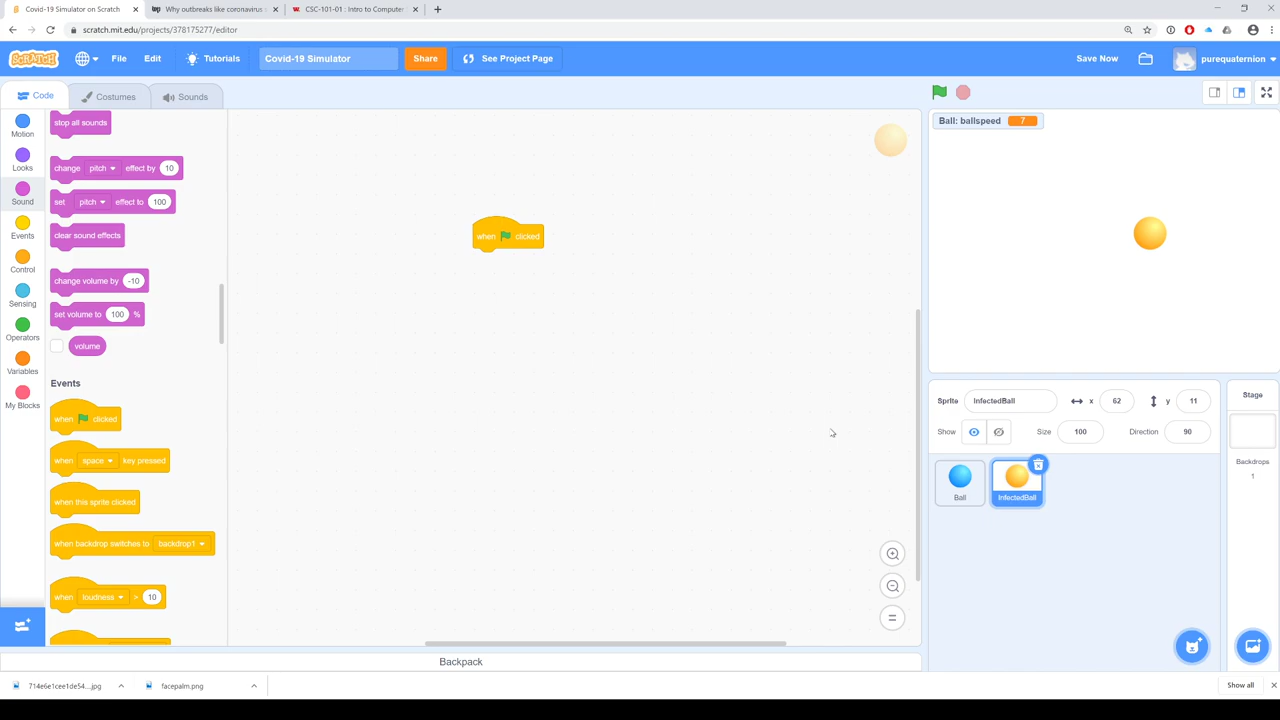 Covid-19 Simulator on Scratch
Why outbreaks like coronavirus
CSC-101-01 : Intro to Compute
scratch.mit.edu/projects/378175277/editor
SCRATCH
File
Edit
Tutorials
Covid-19 Simulator
Share
See Project Page
Save Now
purequaternion
Code
Costumes
Sounds
Motion
Looks
Sound
Events
Control
Sensing
Operators
Variables
My Blocks
stop all sounds
change pitch effect by 10
set pitch effect to 100
clear sound effects
change volume by -10
set volume to 100 %
volume
Events
when clicked
when space key pressed
when this sprite clicked
when backdrop switches to backdrop1
when loudness > 10
when clicked
Ball: ballspeed 7
Sprite InfectedBall x 62 y 11
Show Size 100 Direction 90
Ball
InfectedBall
Stage
Backdrops
1
Backpack
714e6e1cee1de54....jpg
facepalm.png
Show all